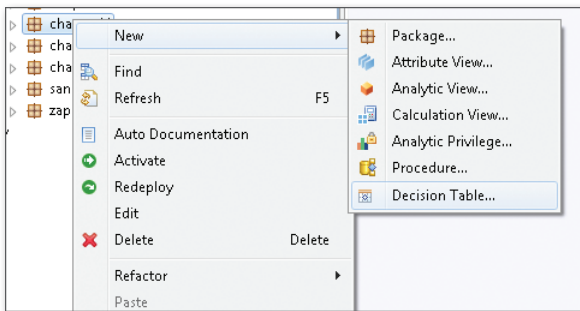 cha
cha
cha
san
zap
New
Find
Refresh F5
Auto Documentation
Activate
Redeploy
Edit
Delete Delete
Refactor
Paste
Package...
Attribute View...
Analytic View...
Calculation View...
Analytic Privilege...
Procedure...
Decision Table...